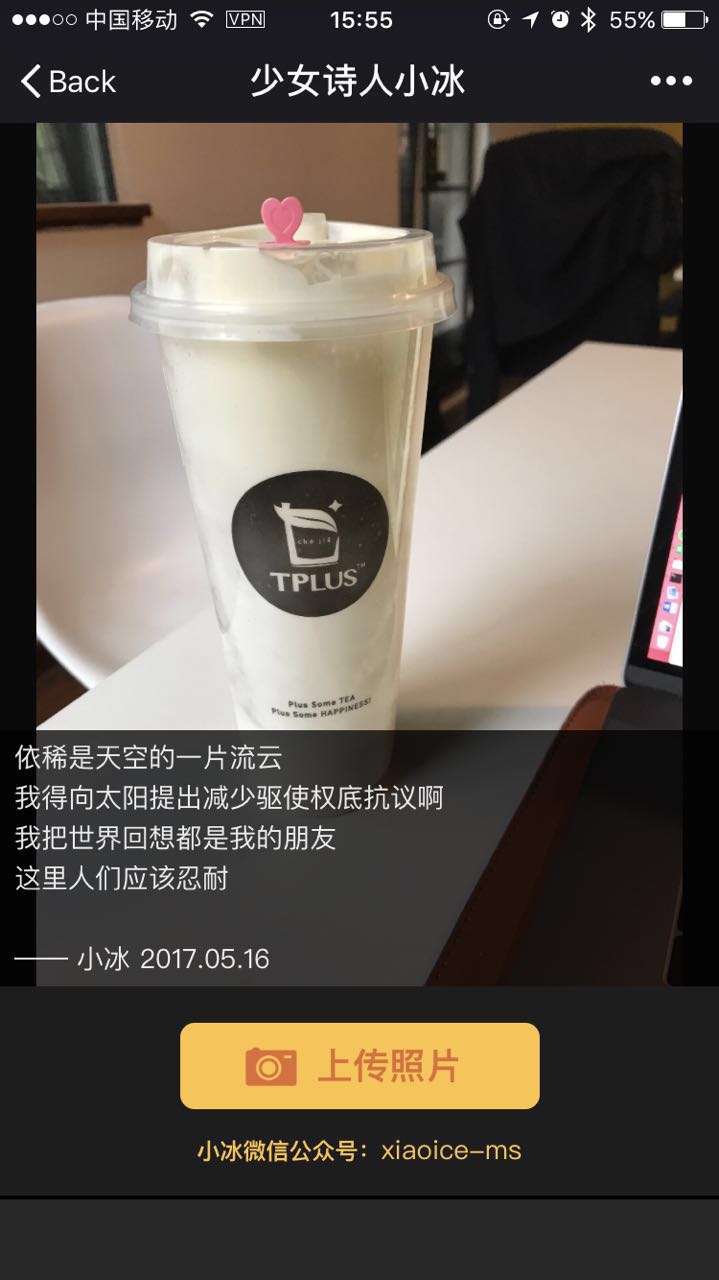 中国移动 VPN 15:55 55%
Back 少女诗人小冰
che jia
TPLUS™
Plus Some TEA
Plus Some HAPPINESS!
依稀是天空的一片流云
我得向太阳提出减少驱使权底抗议啊
我把世界回想都是我的朋友
这里人们应该忍耐
—— 小冰 2017.05.16
上传照片
小冰微信公众号：xiaoice-ms